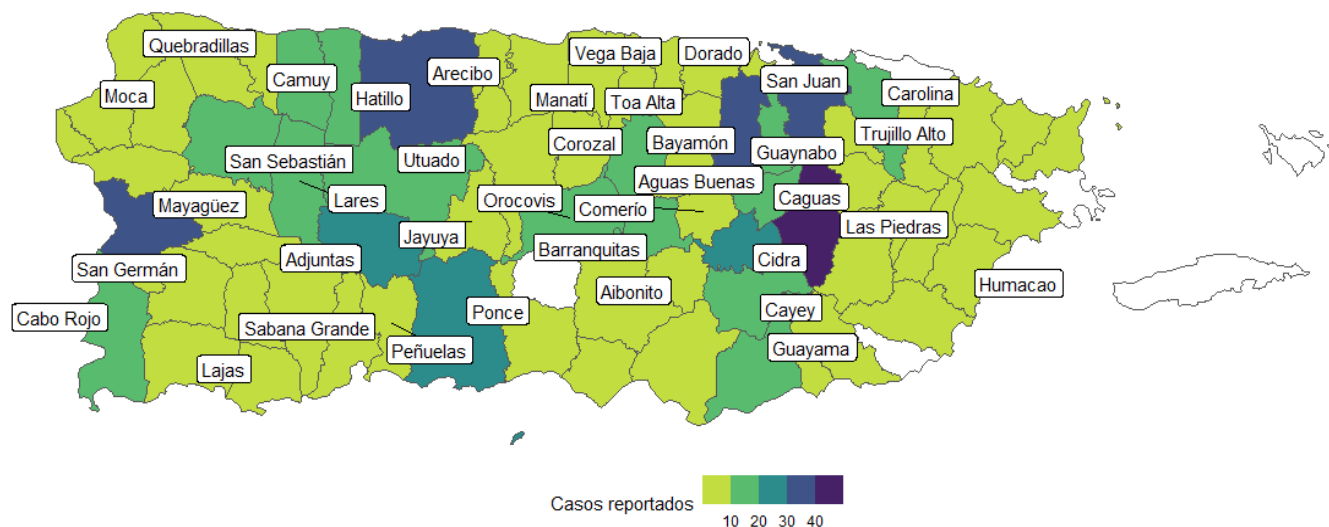 Quebradillas
Vega Baja
Dorado
Camuy
Arecibo
San Juan
Moca
Hatillo
Manatí
Toa Alta
Carolina
San Sebastián
Utuado
Corozal
Bayamón
Guaynabo
Trujillo Alto
Aguas Buenas
Mayagüez
Lares
Orocovis
Comerío
Caguas
Las Piedras
Jayuya
Barranquitas
San Germán
Adjuntas
Cidra
Humacao
Aibonito
Cabo Rojo
Sabana Grande
Ponce
Cayey
Peñuelas
Guayama
Lajas
Casos reportados
10 20 30 40